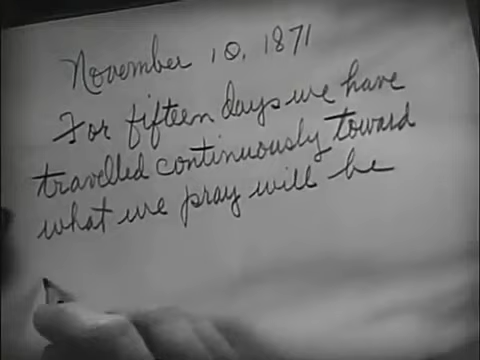 November 10, 1871
For fifteen days we have
travelled continuously toward
what we pray will be